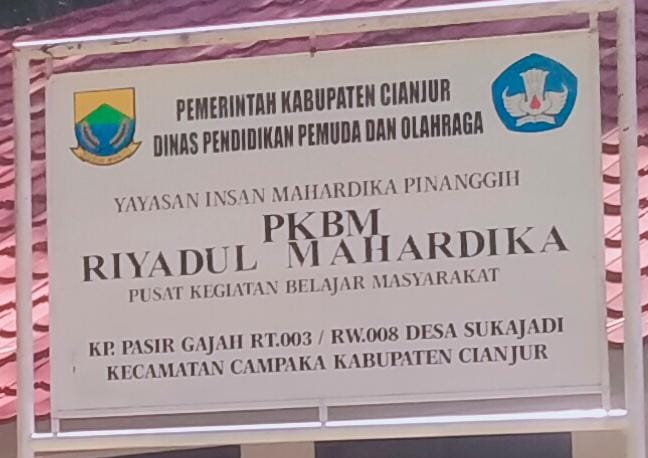 PEMERINTAH KABUPATEN CIANJUR
DINAS PENDIDIKAN PEMUDA DAN OLAHRAGA
YAYASAN INSAN MAHARDIKA PINANGGIH
PKBM
RIYADUL MAHARDIKA
PUSAT KEGIATAN BELAJAR MASYARAKAT
KP. PASIR GAJAH RT.003 / RW.008 DESA SUKAJADI
KECAMATAN CAMPAKA KABUPATEN CIANJUR